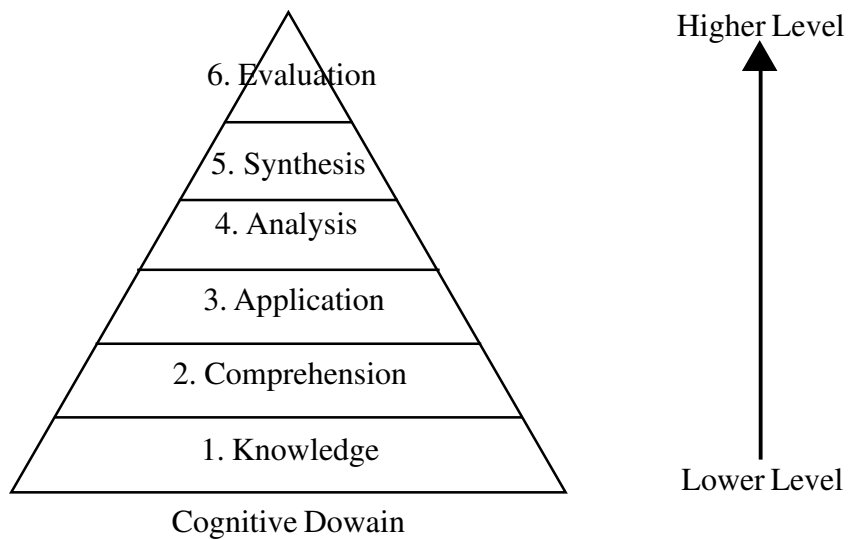 Higher Level
6. Evaluation
5. Synthesis
4. Analysis
3. Application
2. Comprehension
1. Knowledge
Lower Level
Cognitive Dowain